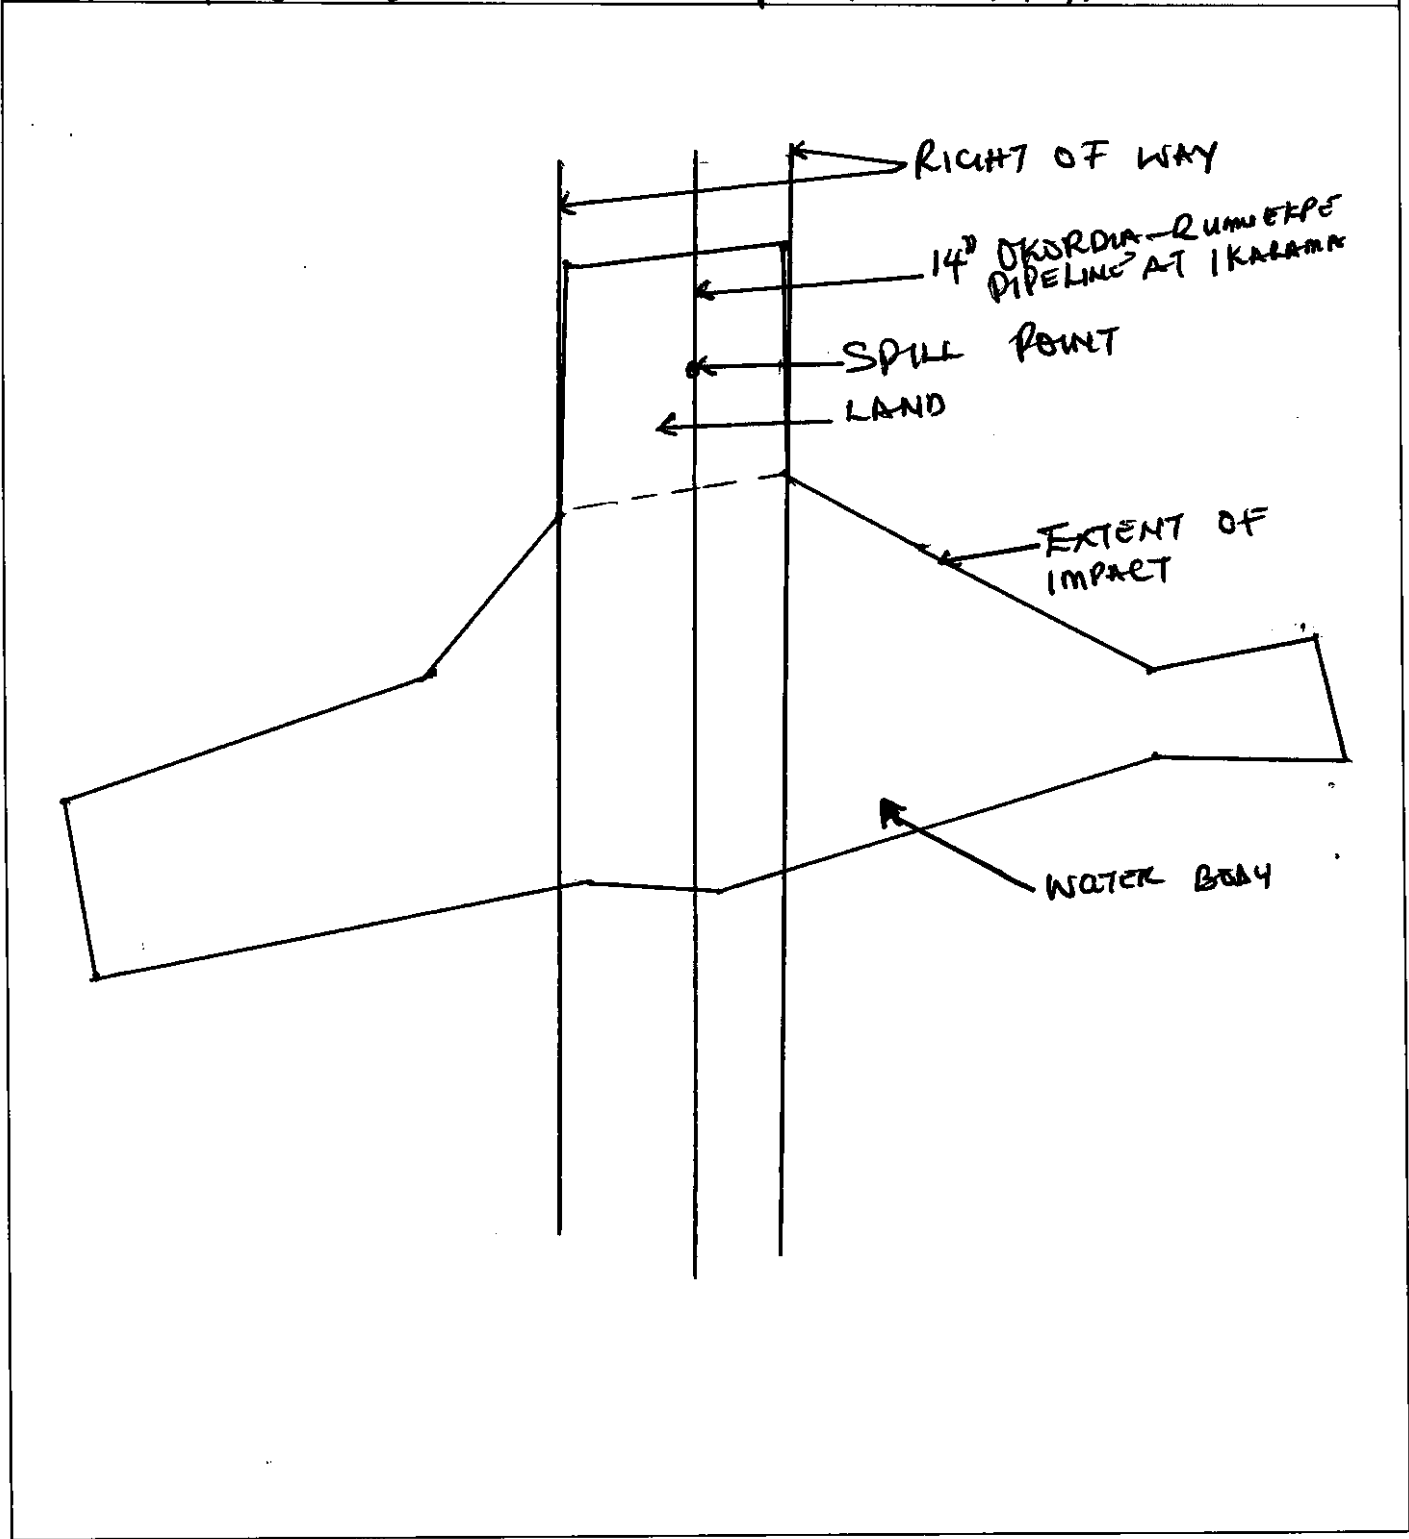 RIGHT OF WAY
14" OKORDIA-RUMUEKPE
PIPELINE AT IKARAMA
SPILL POINT
LAND
EXTENT OF
IMPACT
WATER BODY